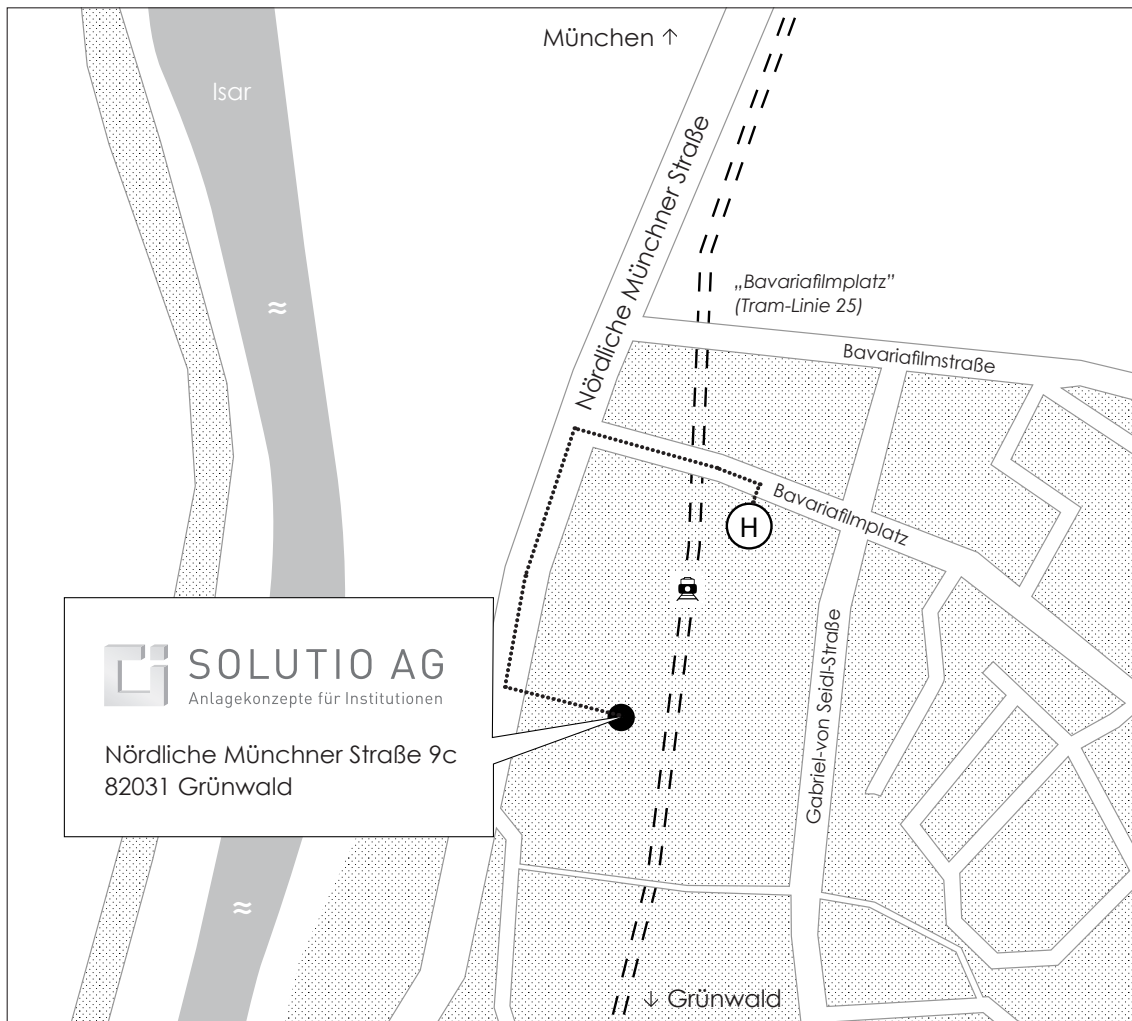 München ↑
Isar
Nördliche Münchner Straße
„Bavariafilmplatz”
(Tram-Linie 25)
Bavariafilmstraße
Bavariafilmplatz
H
Gabriel-von Seidl-Straße
SOLUTIO AG
Anlagekonzepte für Institutionen
Nördliche Münchner Straße 9c
82031 Grünwald
↓ Grünwald